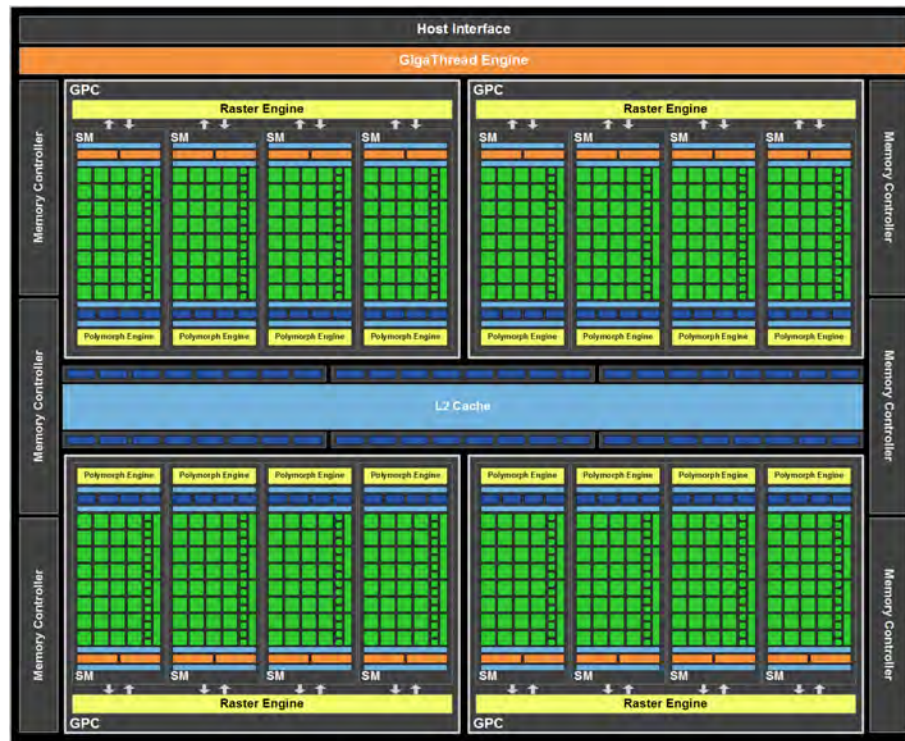 Host Interface
GigaThread Engine
GPC
GPC
Raster Engine
Raster Engine
SM SM SM SM
SM SM SM SM
Memory Controller
Memory Controller
Polymorph Engine Polymorph Engine Polymorph Engine Polymorph Engine
Polymorph Engine Polymorph Engine Polymorph Engine Polymorph Engine
Memory Controller
L2 Cache
Memory Controller
Polymorph Engine Polymorph Engine Polymorph Engine Polymorph Engine
Polymorph Engine Polymorph Engine Polymorph Engine Polymorph Engine
Memory Controller
Memory Controller
SM SM SM SM
SM SM SM SM
Raster Engine
Raster Engine
GPC
GPC